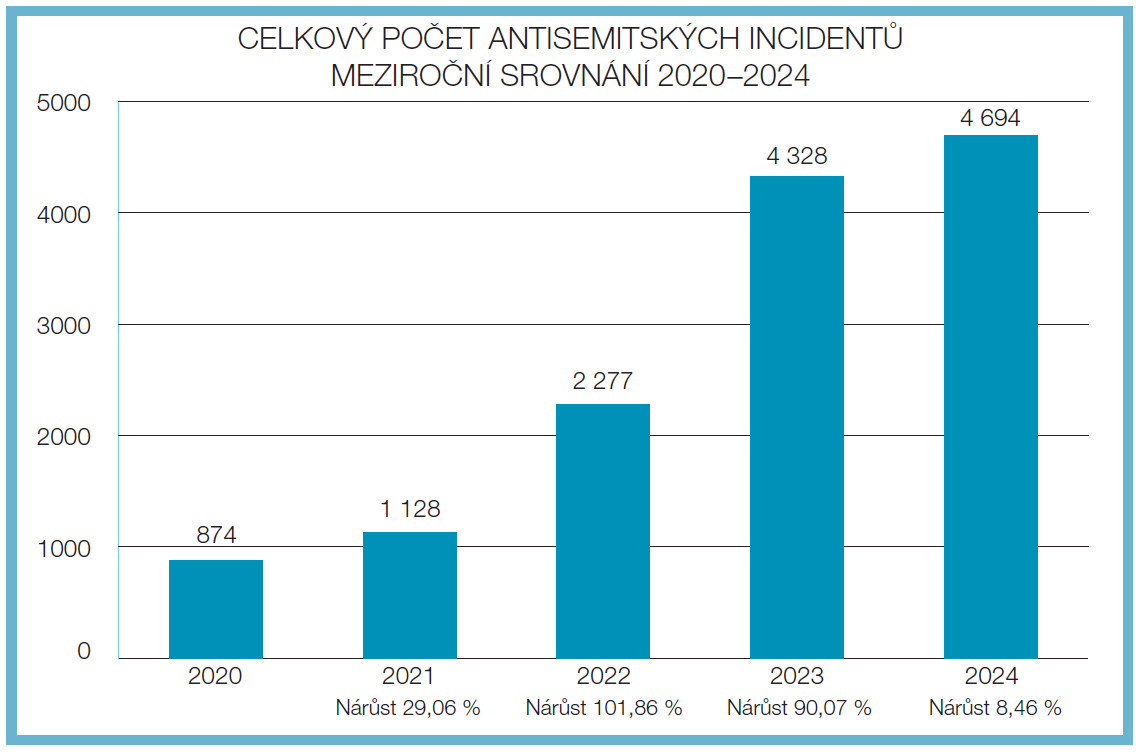 CELKOVÝ POČET ANTISEMITSKÝCH INCIDENTŮ
MEZIROČNÍ SROVNÁNÍ 2020–2024
5000
4000
3000
2000
1000
0
874
1 128
2 277
4 328
4 694
2020
2021
2022
2023
2024
Nárůst 29,06 %
Nárůst 101,86 %
Nárůst 90,07 %
Nárůst 8,46 %